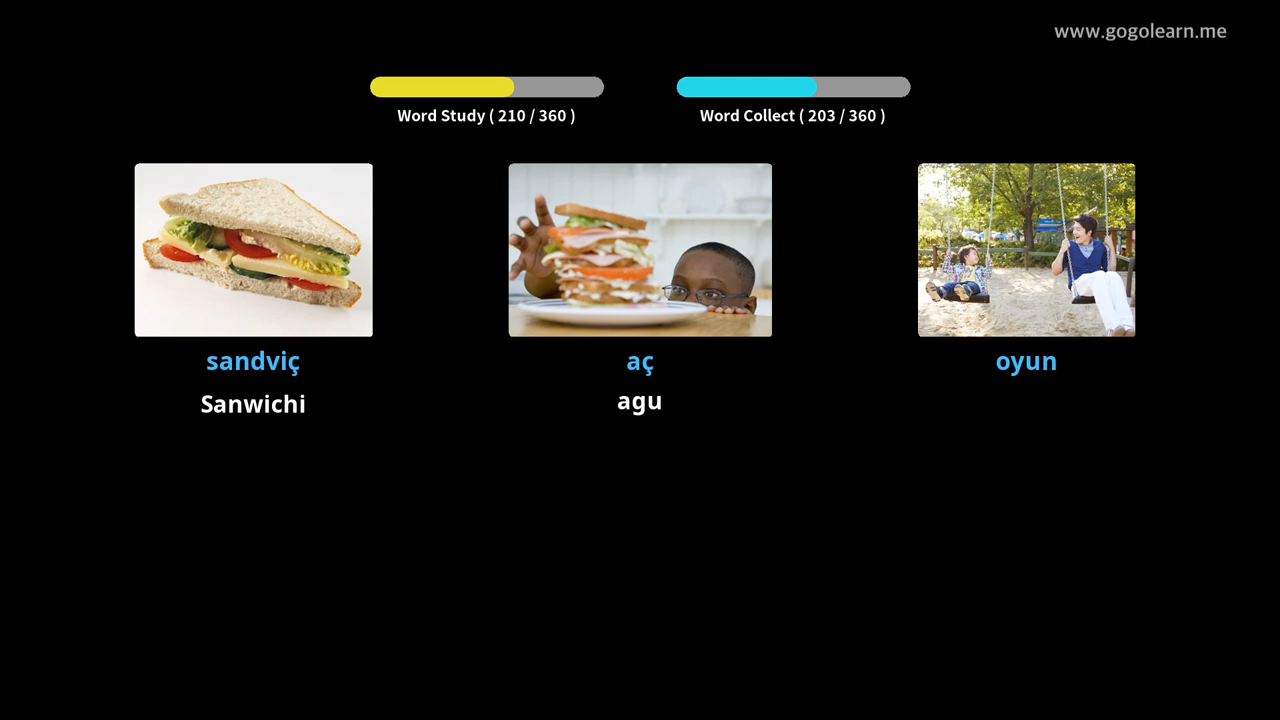 www.gogolearn.me
Word Study ( 210 / 360 )
Word Collect ( 203 / 360 )
sandviç
aç
oyun
Sanwichi
agu